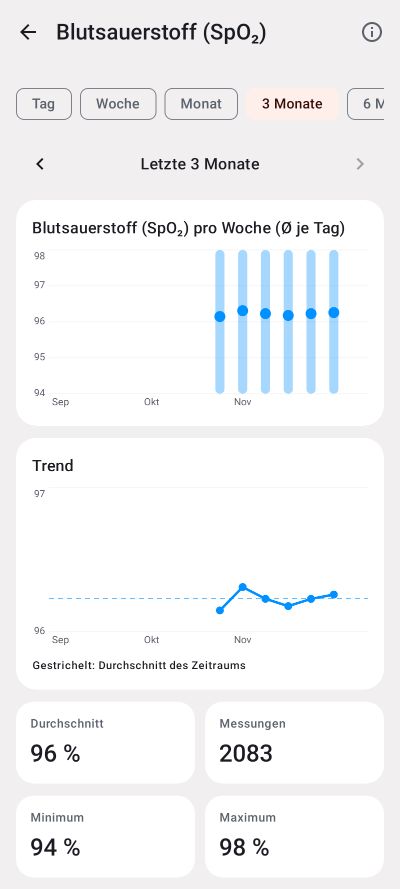 Blutsauerstoff (SpO₂)
Tag
Woche
Monat
3 Monate
6 M
Letzte 3 Monate
Blutsauerstoff (SpO₂) pro Woche (Ø je Tag)
98
97
96
95
94
Sep Okt Nov
Trend
97
96
Sep Okt Nov
Gestrichelt: Durchschnitt des Zeitraums
Durchschnitt
96 %
Messungen
2083
Minimum
94 %
Maximum
98 %